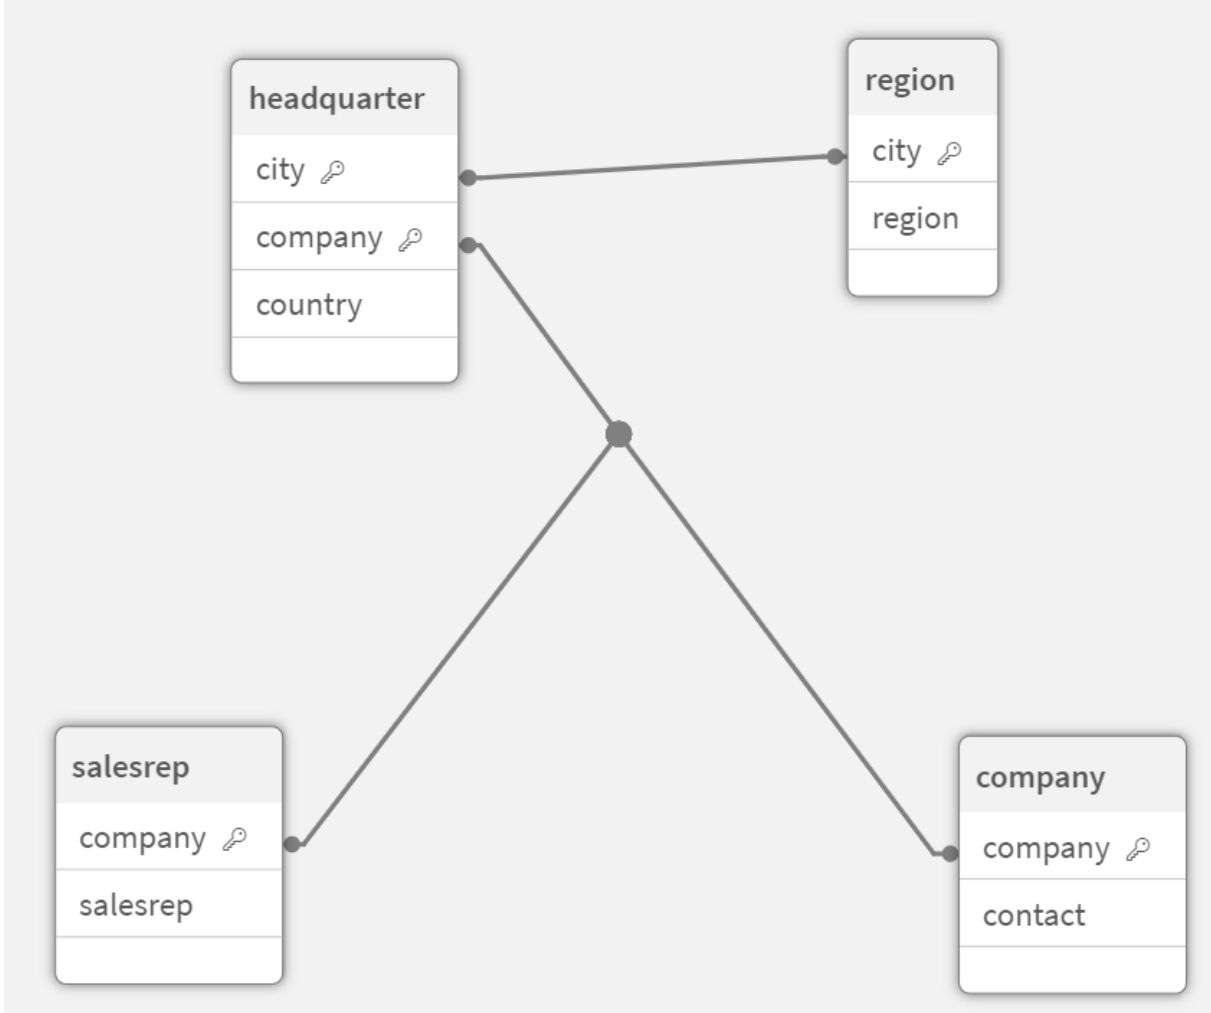 headquarter
city
company
country
region
city
region
salesrep
company
salesrep
company
company
contact